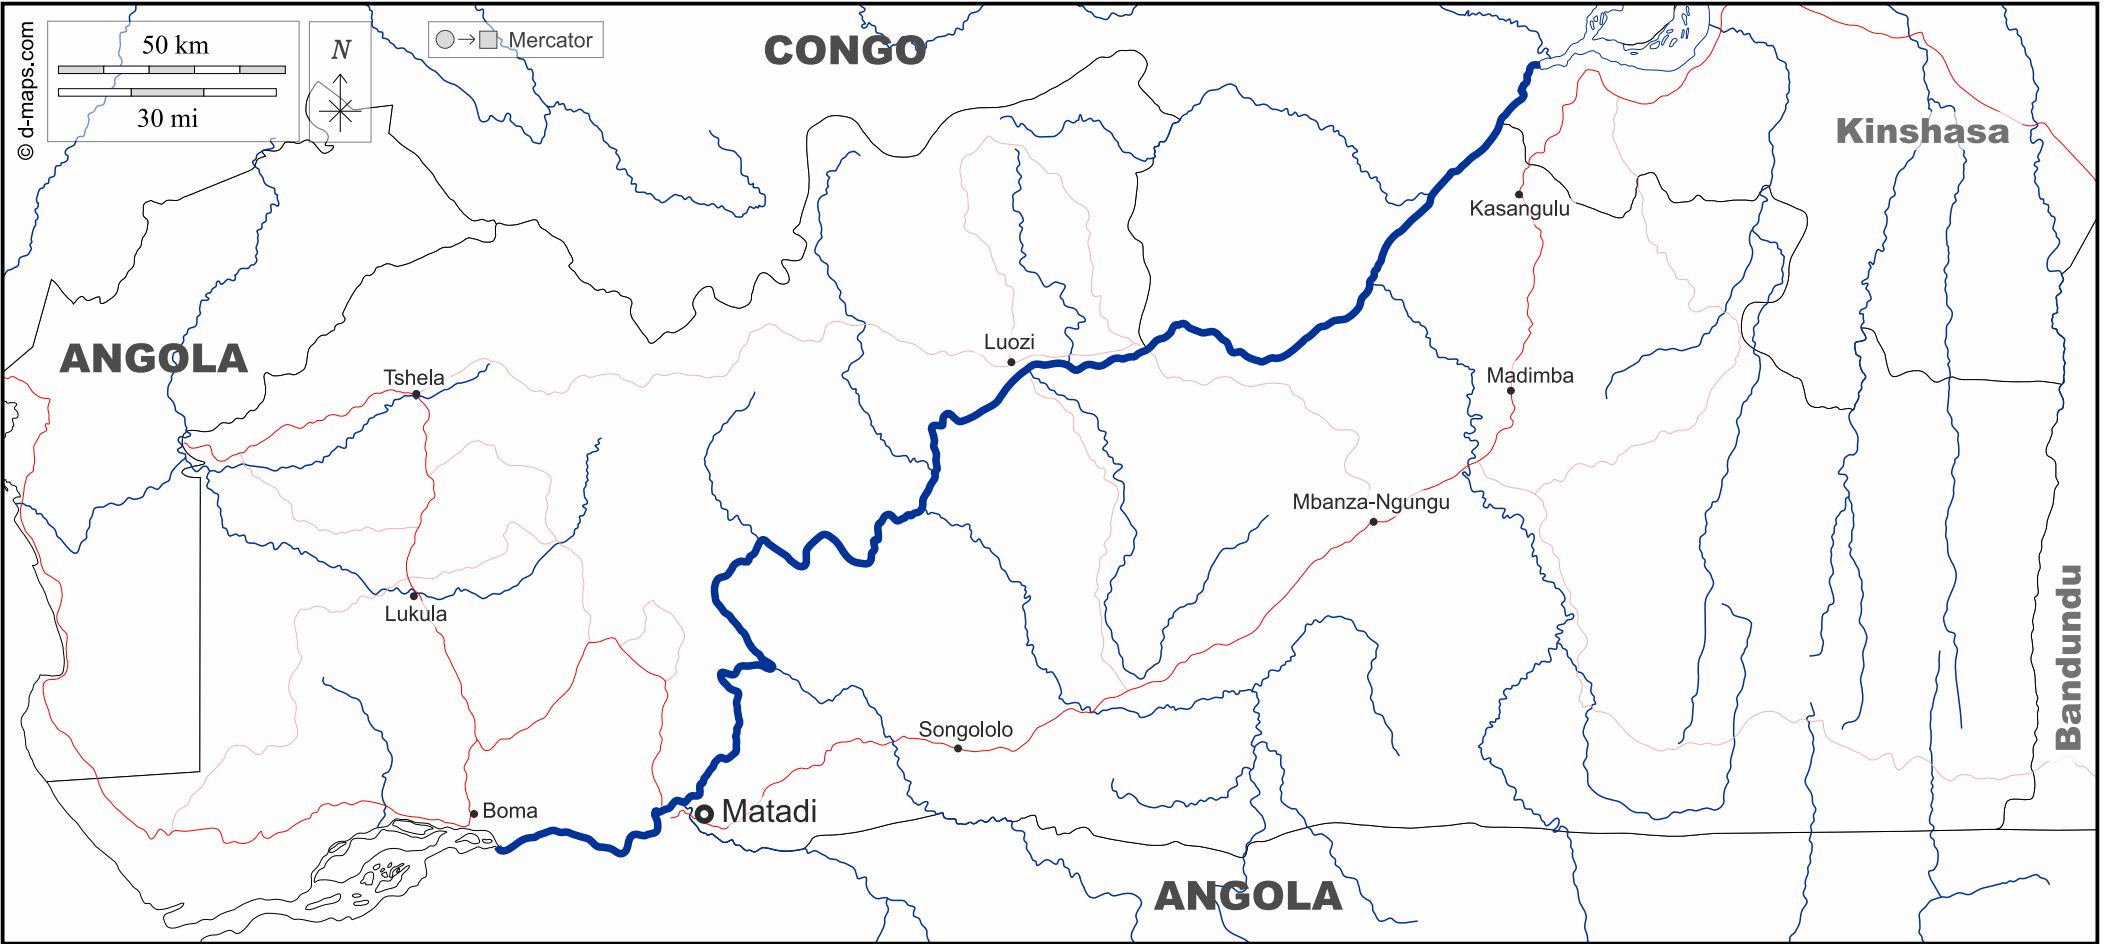 © d-maps.com
50 km
30 mi
N
Mercator
CONGO
Kinshasa
Kasangulu
Luozi
ANGOLA
Tshela
Madimba
Mbanza-Ngungu
Lukula
Bandundu
Songololo
Boma
Matadi
ANGOLA